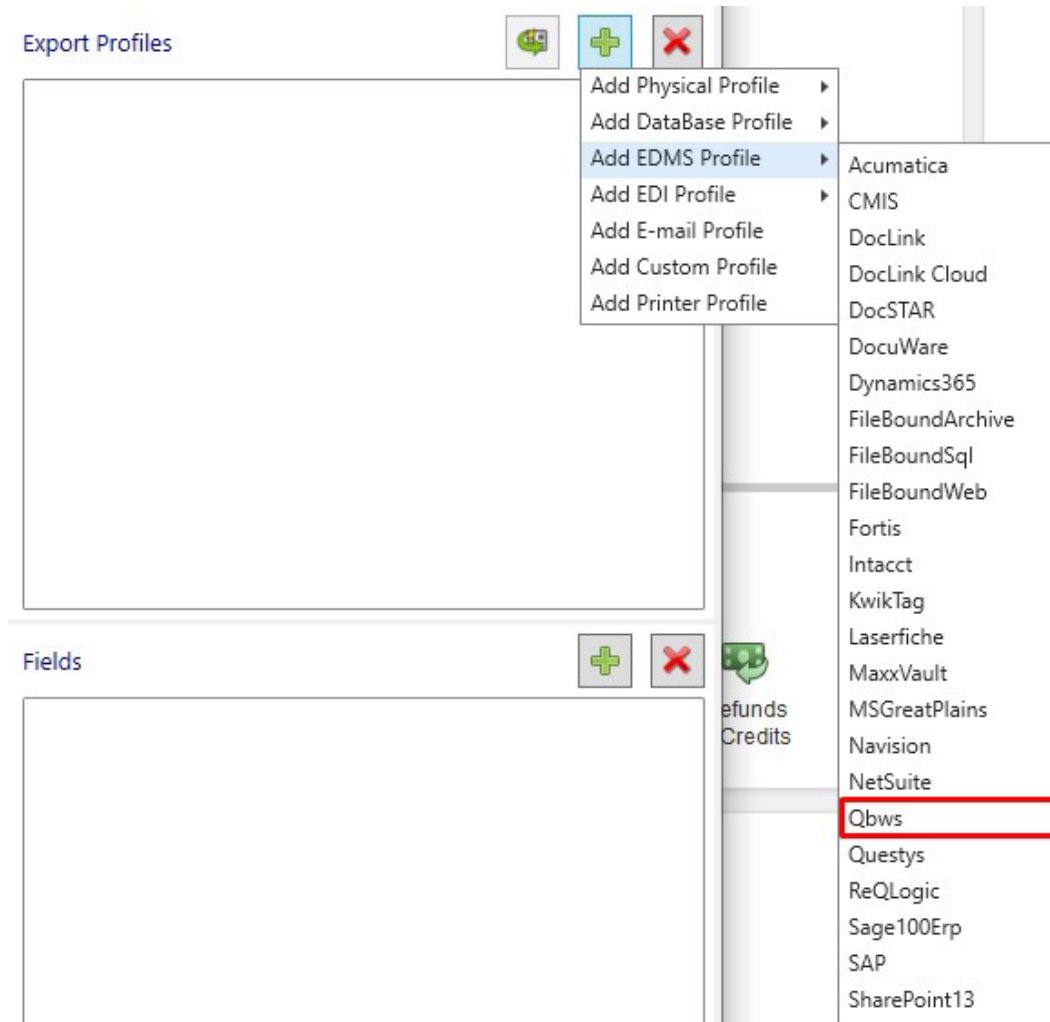 Export Profiles
Add Physical Profile
Add DataBase Profile
Add EDMS Profile
Add EDI Profile
Add E-mail Profile
Add Custom Profile
Add Printer Profile
Acumatica
CMIS
DocLink
DocLink Cloud
DocSTAR
DocuWare
Dynamics365
FileBoundArchive
FileBoundSql
FileBoundWeb
Fortis
Intacct
KwikTag
Laserfiche
MaxxVault
MSGreatPlains
Navision
NetSuite
Qbws
Questys
ReQLogic
Sage100Erp
SAP
SharePoint13
Fields
efunds
Credits